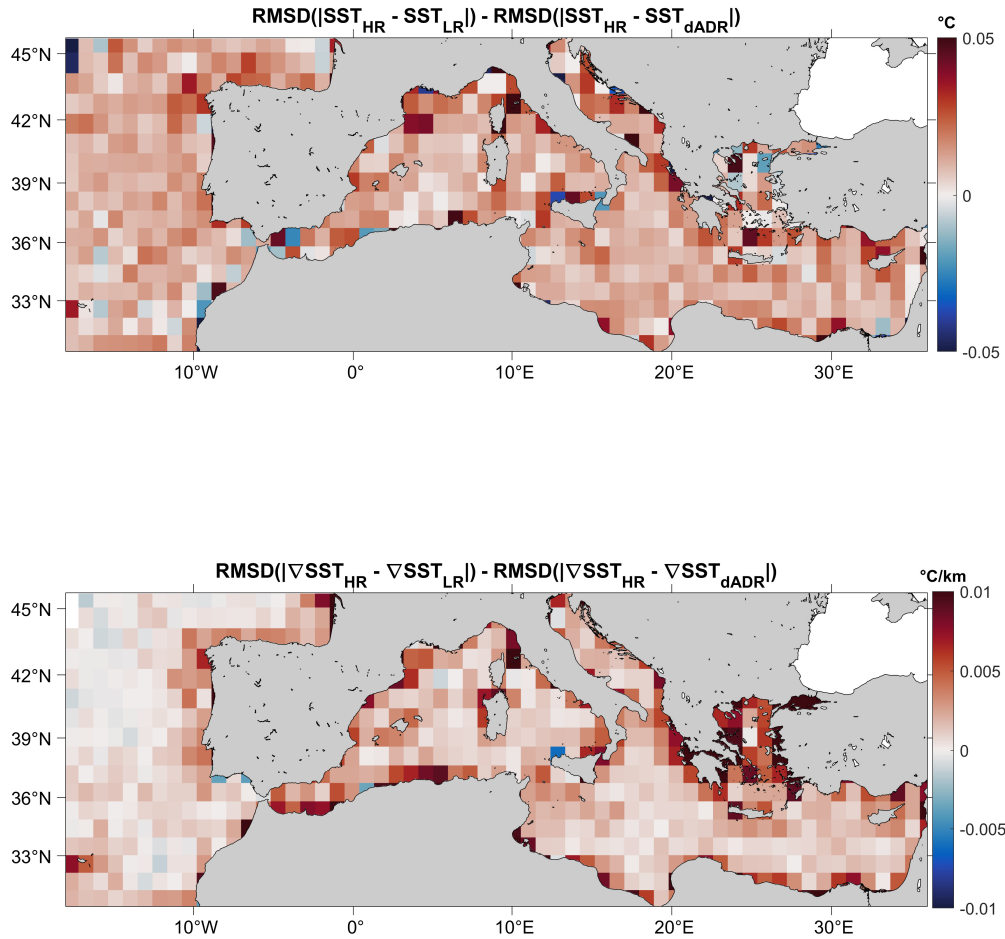 RMSD(|SST_HR - SST_LR|) - RMSD(|SST_HR - SST_dADR|)
°C
45°N
42°N
39°N
36°N
33°N
10°W 0° 10°E 20°E 30°E
0.05
0
-0.05
RMSD(|∇SST_HR - ∇SST_LR|) - RMSD(|∇SST_HR - ∇SST_dADR|)
°C/km
45°N
42°N
39°N
36°N
33°N
10°W 0° 10°E 20°E 30°E
0.01
0.005
0
-0.005
-0.01